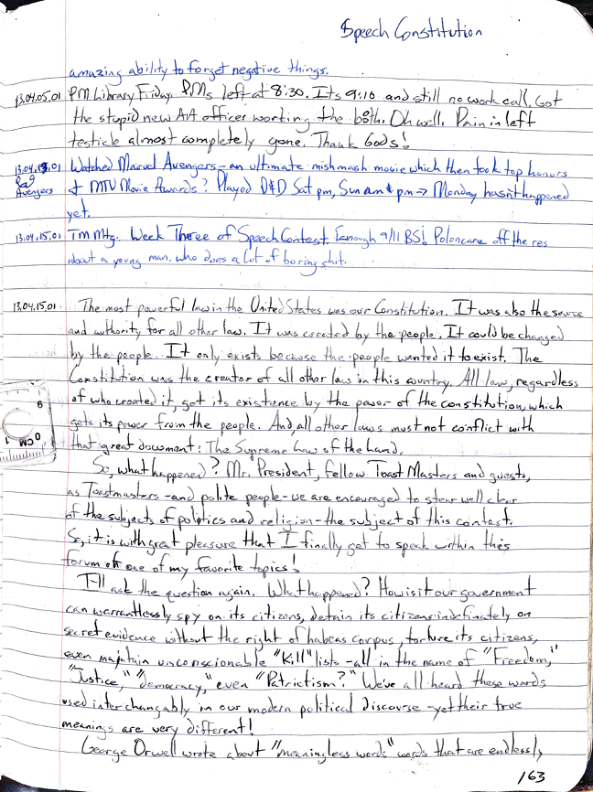 Speech Constitution
amazing ability to forget negative things.
13.04.05.01 PM Library Friday. PMs left at 8:30. Its 9:10 and still no work call. Got
the stupid new AA officer working the both. Oh well. Pain in left
testicle almost completely gone. Thank Gods!
13.04.13.01 Watched Marvel Avengers - an ultimate mishmash movie which then took top honors
Avengers & MTV Movie Awards? Played D&D Sat pm, Sun am & pm → Monday hasn't happened
yet.
13.04.15.01 TM Mtg. Week Three of Speech Contest. Enough 9/11 BS! off the res
about a young man. who does a lot of boring shit.
13.04.15.01 The most powerful law in the United States was our Constitution. It was also the source
and authority for all other law. It was created by the people. It could be changed
by the people. It only exists because the people wanted it to exist. The
Constitution was the creator of all other law in this country. All law, regardless
of who created it, got its existence by the power of the constitution, which
gets its power from the people. And, all other laws must not conflict with
that great document: The Supreme Law of the Land.
So, what happened? Mr. President, fellow Toast Masters and guests,
as Toastmasters - and polite people - we are encouraged to steer well clear
of the subjects of politics and religion - the subject of this contest.
So, it is with great pleasure that I finally get to speak within this
forum on one of my favorite topics!
I'll ask the question again. What happened? How is it our government
can warrantlessly spy on its citizens, detain its citizens indefinately on
secret evidence without the right of habeas corpus, torture its citizens,
even maintain unconscionable "Kill" lists - all in the name of "Freedom,"
"Justice," "democracy," even "Patriotism?" We've all heard these words
used interchangably in our modern political discourse - yet their true
meanings are very different!
George Orwell wrote about "meaningless words" words that are endlessly
163
9
0 CM 1